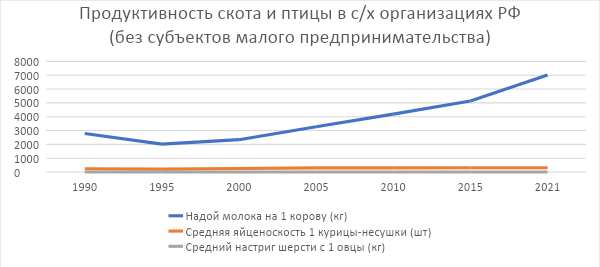 Продуктивность скота и птицы в с/х организациях РФ
(без субъектов малого предпринимательства)
8000
7000
6000
5000
4000
3000
2000
1000
0
1990 1995 2000 2005 2010 2015 2021
Надой молока на 1 корову (кг)
Средняя яйценоскость 1 курицы-несушки (шт)
Средний настриг шерсти с 1 овцы (кг)